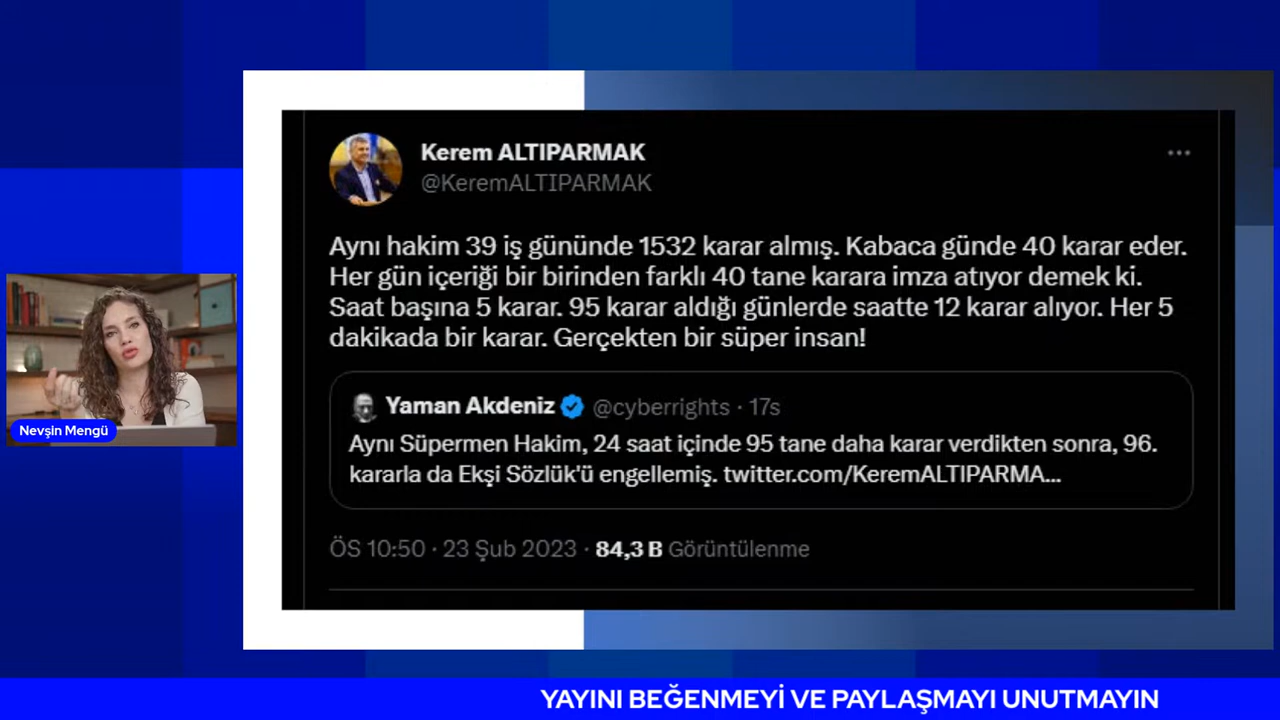 Kerem ALTIPARMAK
@KeremALTIPARMAK
Aynı hakim 39 iş gününde 1532 karar almış. Kabaca günde 40 karar eder.
Her gün içeriği bir birinden farklı 40 tane karara imza atıyor demek ki.
Saat başına 5 karar. 95 karar aldığı günlerde saatte 12 karar alıyor. Her 5
dakikada bir karar. Gerçekten bir süper insan!
Yaman Akdeniz @cyberrights · 17s
Aynı Süpermen Hakim, 24 saat içinde 95 tane daha karar verdikten sonra, 96.
kararla da Ekşi Sözlük'ü engellemiş. twitter.com/KeremALTIPARMA...
ÖS 10:50 · 23 Şub 2023 · 84,3 B Görüntülenme
Nevşin Mengü
YAYINI BEĞENMEYİ VE PAYLAŞMAYI UNUTMAYIN